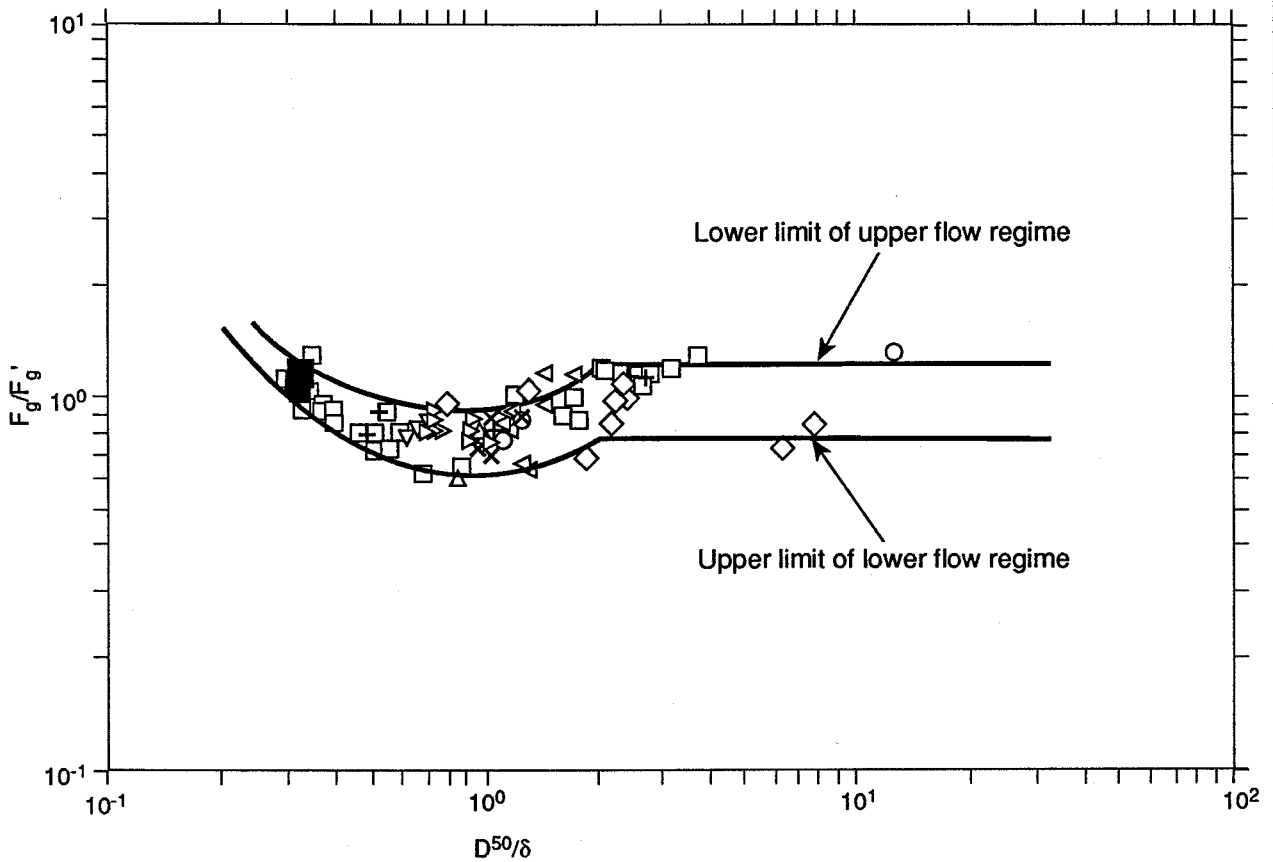 10¹
Lower limit of upper flow regime
F_g/F_g'
10⁰
Upper limit of lower flow regime
10⁻¹
10⁻¹ 10⁰ 10¹ 10²
D⁵⁰/δ